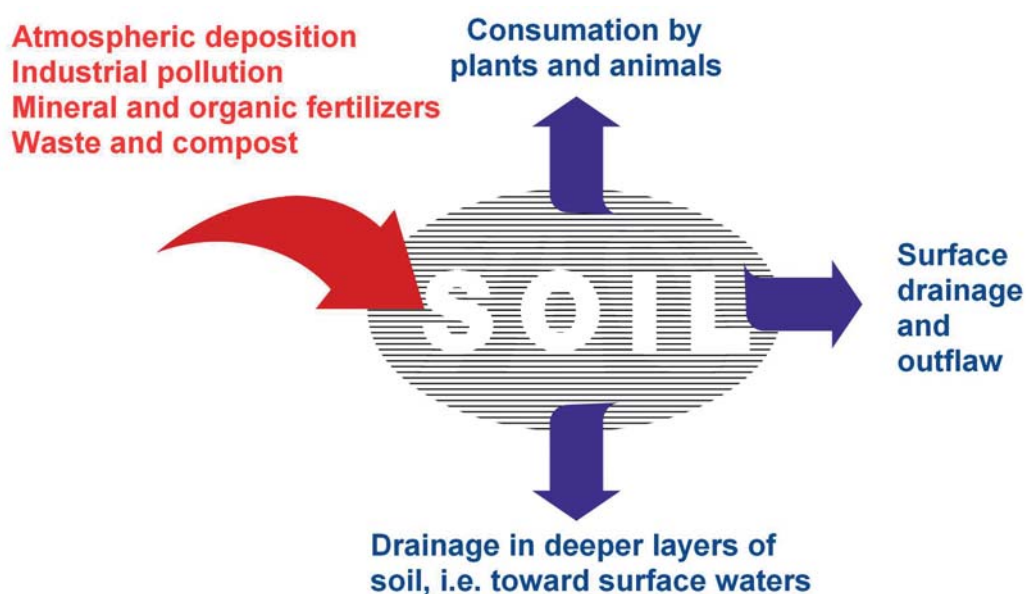 Atmospheric deposition
Industrial pollution
Mineral and organic fertilizers
Waste and compost
Consumation by
plants and animals
SOIL
Surface
drainage
and
outflaw
Drainage in deeper layers of
soil, i.e. toward surface waters